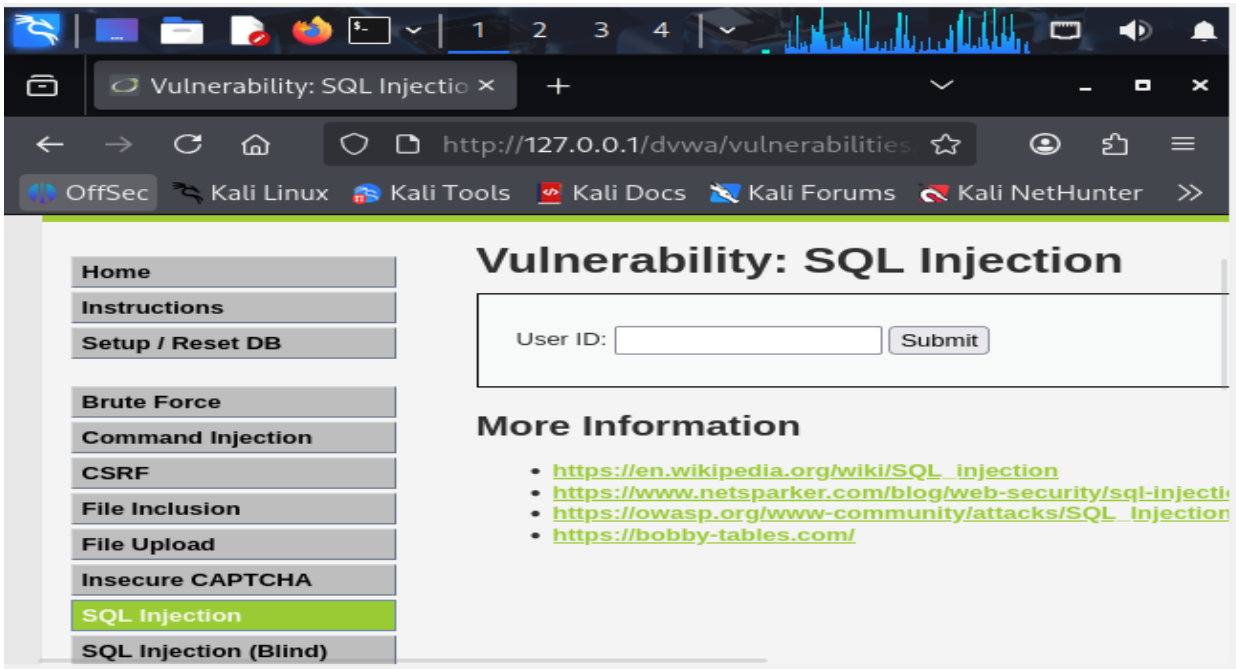 1 2 3 4
Vulnerability: SQL Injectio
http://127.0.0.1/dvwa/vulnerabilities
OffSec Kali Linux Kali Tools Kali Docs Kali Forums Kali NetHunter
Home
Instructions
Setup / Reset DB
Brute Force
Command Injection
CSRF
File Inclusion
File Upload
Insecure CAPTCHA
SQL Injection
SQL Injection (Blind)
Vulnerability: SQL Injection
User ID: Submit
More Information
https://en.wikipedia.org/wiki/SQL_injection
https://www.netsparker.com/blog/web-security/sql-injecti
https://owasp.org/www-community/attacks/SQL_Injection
https://bobby-tables.com/